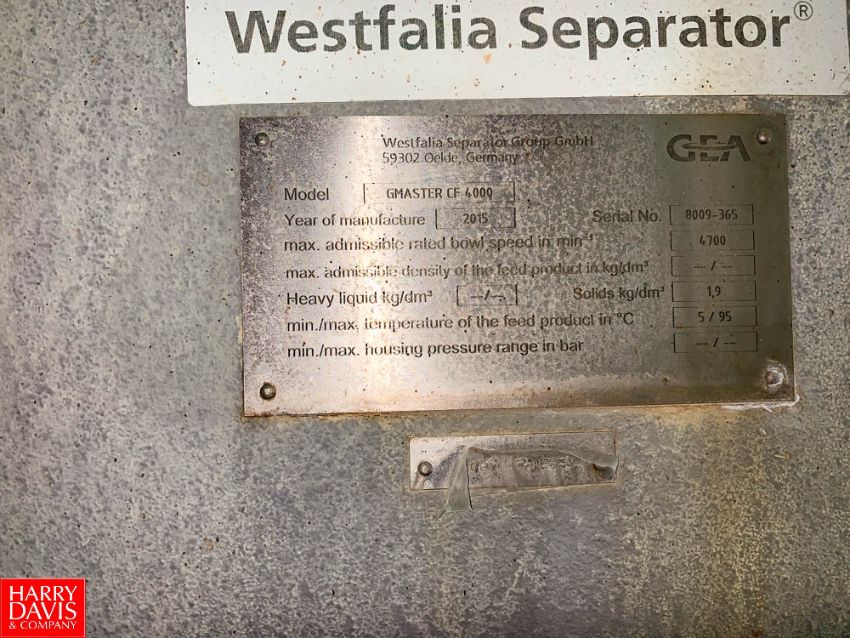 Westfalia Separator®
Westfalia Separator Group GmbH
59302 Oelde, Germany
GEA
Model GMASTER CF 4000
Year of manufacture 2015 Serial No. 8009-365
max. admissible rated bowl speed in min⁻¹ 4700
max. admissible density of the feed product in kg/dm³ --/--
Heavy liquid kg/dm³ --/-- Solids kg/dm³ 1,9
min./max. temperature of the feed product in °C 5 / 95
min./max. housing pressure range in bar --/--
HARRY
DAVIS
& COMPANY